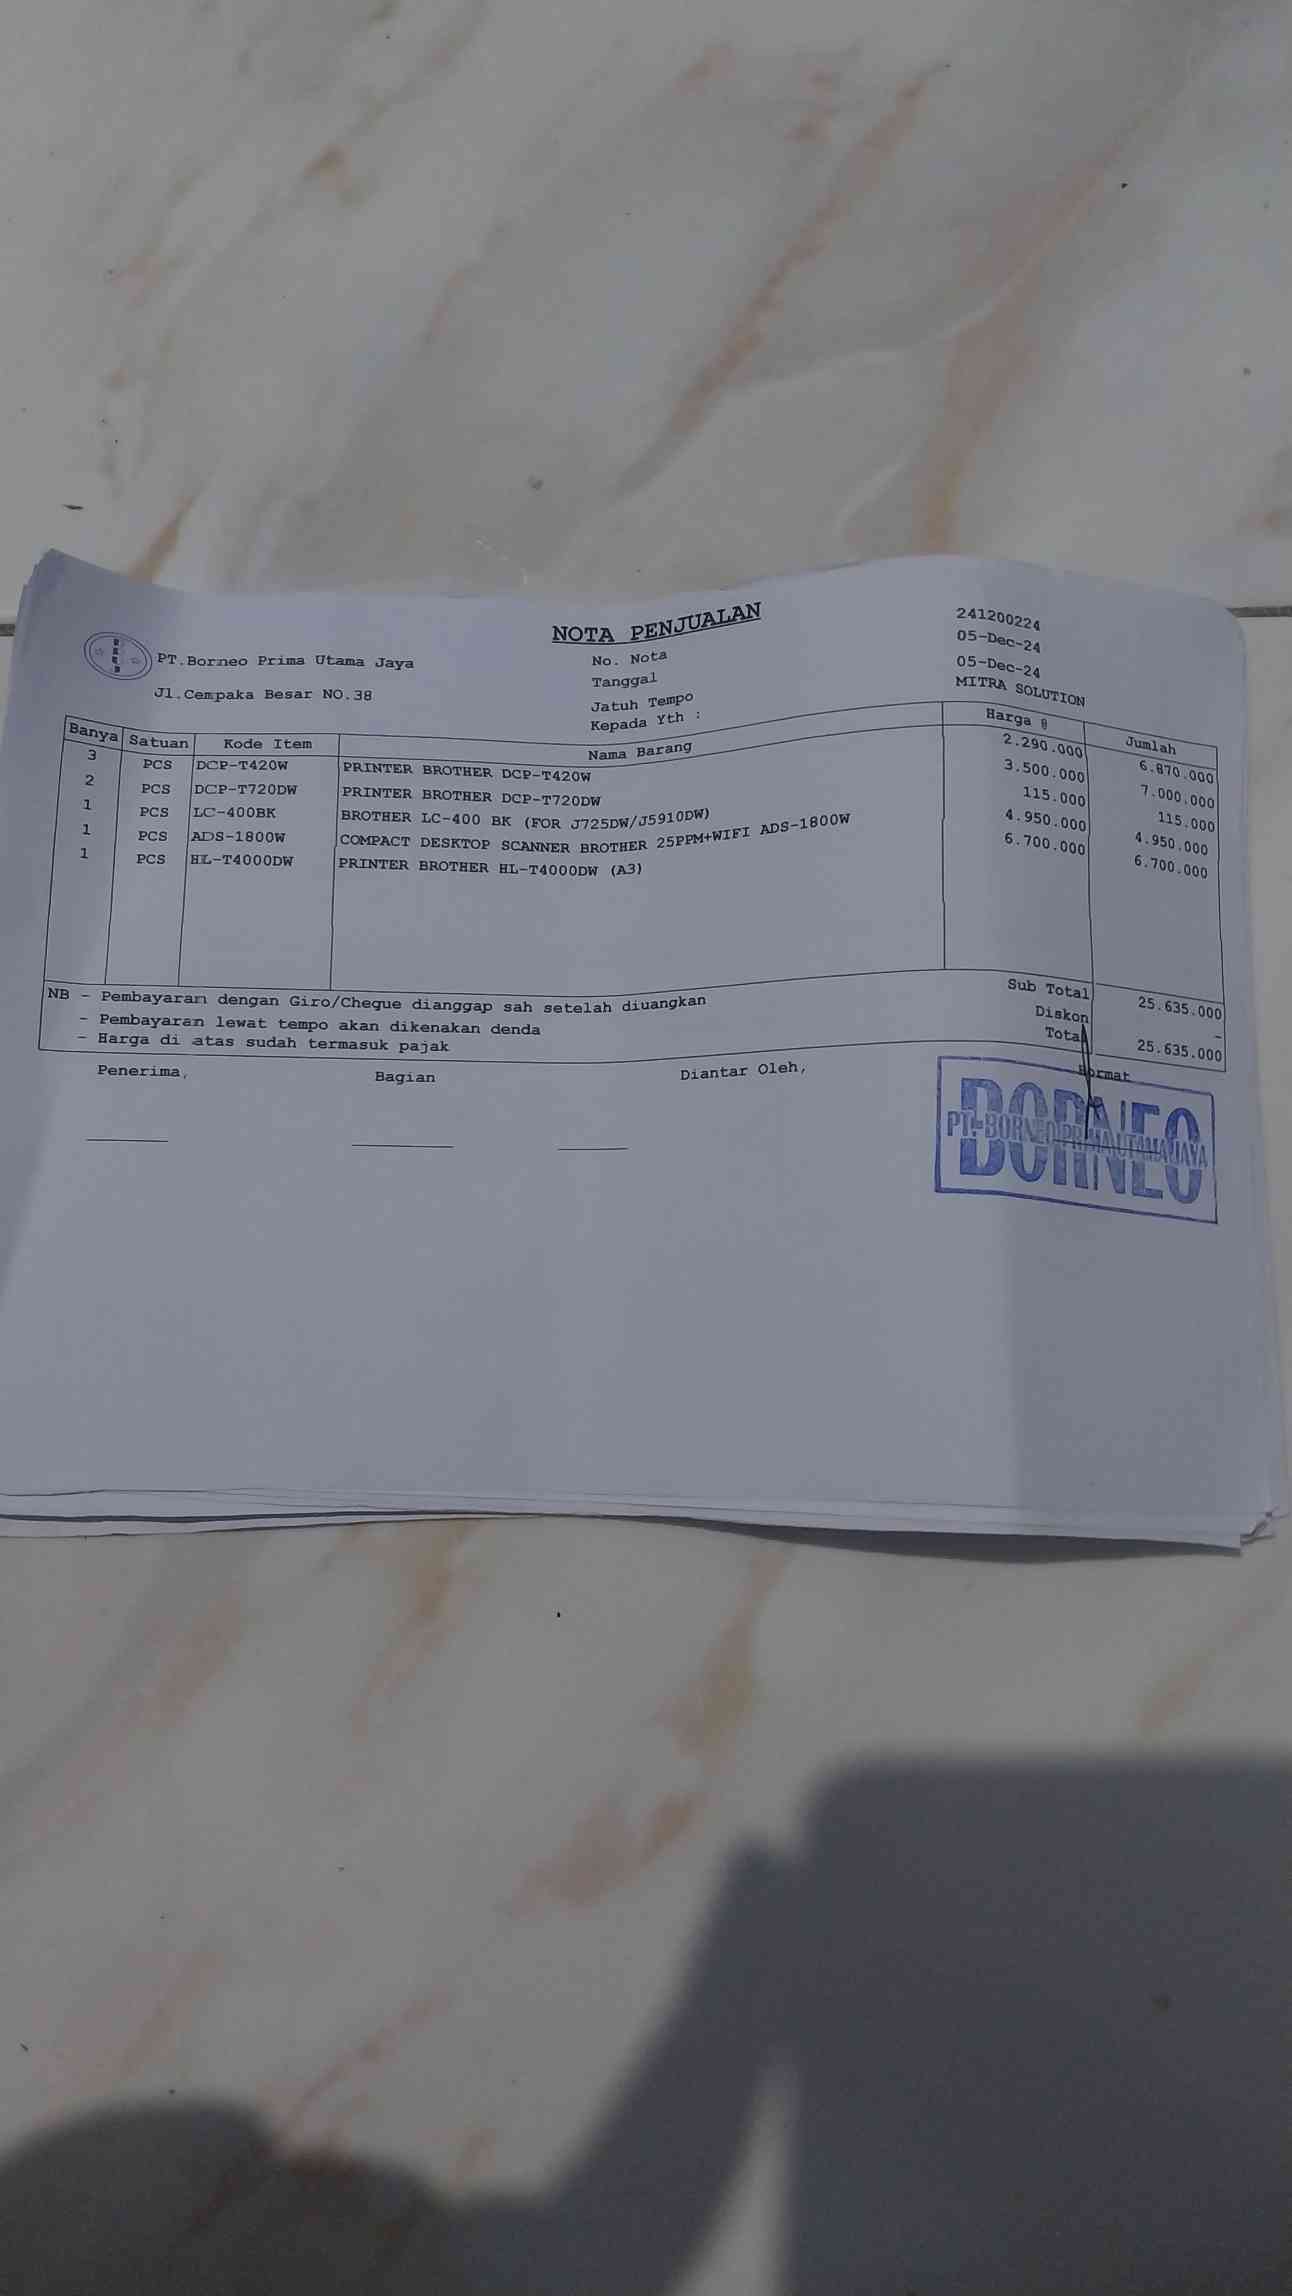 NOTA PENJUALAN
PT.Borneo Prima Utama Jaya
Jl.Cempaka Besar NO.38
No. Nota 241200224
Tanggal 05-Dec-24
Jatuh Tempo 05-Dec-24
Kepada Yth : MITRA SOLUTION
Banya Satuan Kode Item Nama Barang Harga @ Jumlah
3 PCS DCP-T420W PRINTER BROTHER DCP-T420W 2.290.000 6.870.000
2 PCS DCP-T720DW PRINTER BROTHER DCP-T720DW 3.500.000 7.000.000
1 PCS LC-400BK BROTHER LC-400 BK (FOR J725DW/J5910DW) 115.000 115.000
1 PCS ADS-1800W COMPACT DESKTOP SCANNER BROTHER 25PPM+WIFI ADS-1800W 4.950.000 4.950.000
1 PCS HL-T4000DW PRINTER BROTHER HL-T4000DW (A3) 6.700.000 6.700.000
NB - Pembayaran dengan Giro/Cheque dianggap sah setelah diuangkan
- Pembayaran lewat tempo akan dikenakan denda
- Harga di atas sudah termasuk pajak
Sub Total 25.635.000
Diskon -
Total 25.635.000
Penerima, Bagian Diantar Oleh, Hormat
BORNEO
PT. BORNEO PRIMA UTAMA JAYA